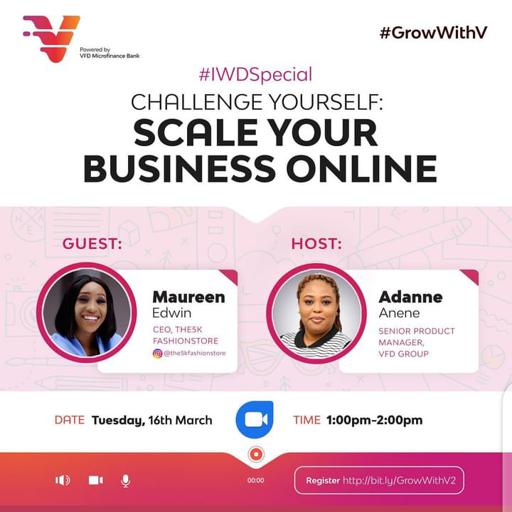 #GrowWithV
Powered by
VFD Microfinance Bank
#IWDSpecial
CHALLENGE YOURSELF:
SCALE YOUR
BUSINESS ONLINE
GUEST:
Maureen
Edwin
CEO, THE5K
FASHIONSTORE
@the5kfashionstore
HOST:
Adanne
Anene
SENIOR PRODUCT
MANAGER,
VFD GROUP
DATE Tuesday, 16th March
TIME 1:00pm-2:00pm
00:00
Register http://bit.ly/GrowWithV2